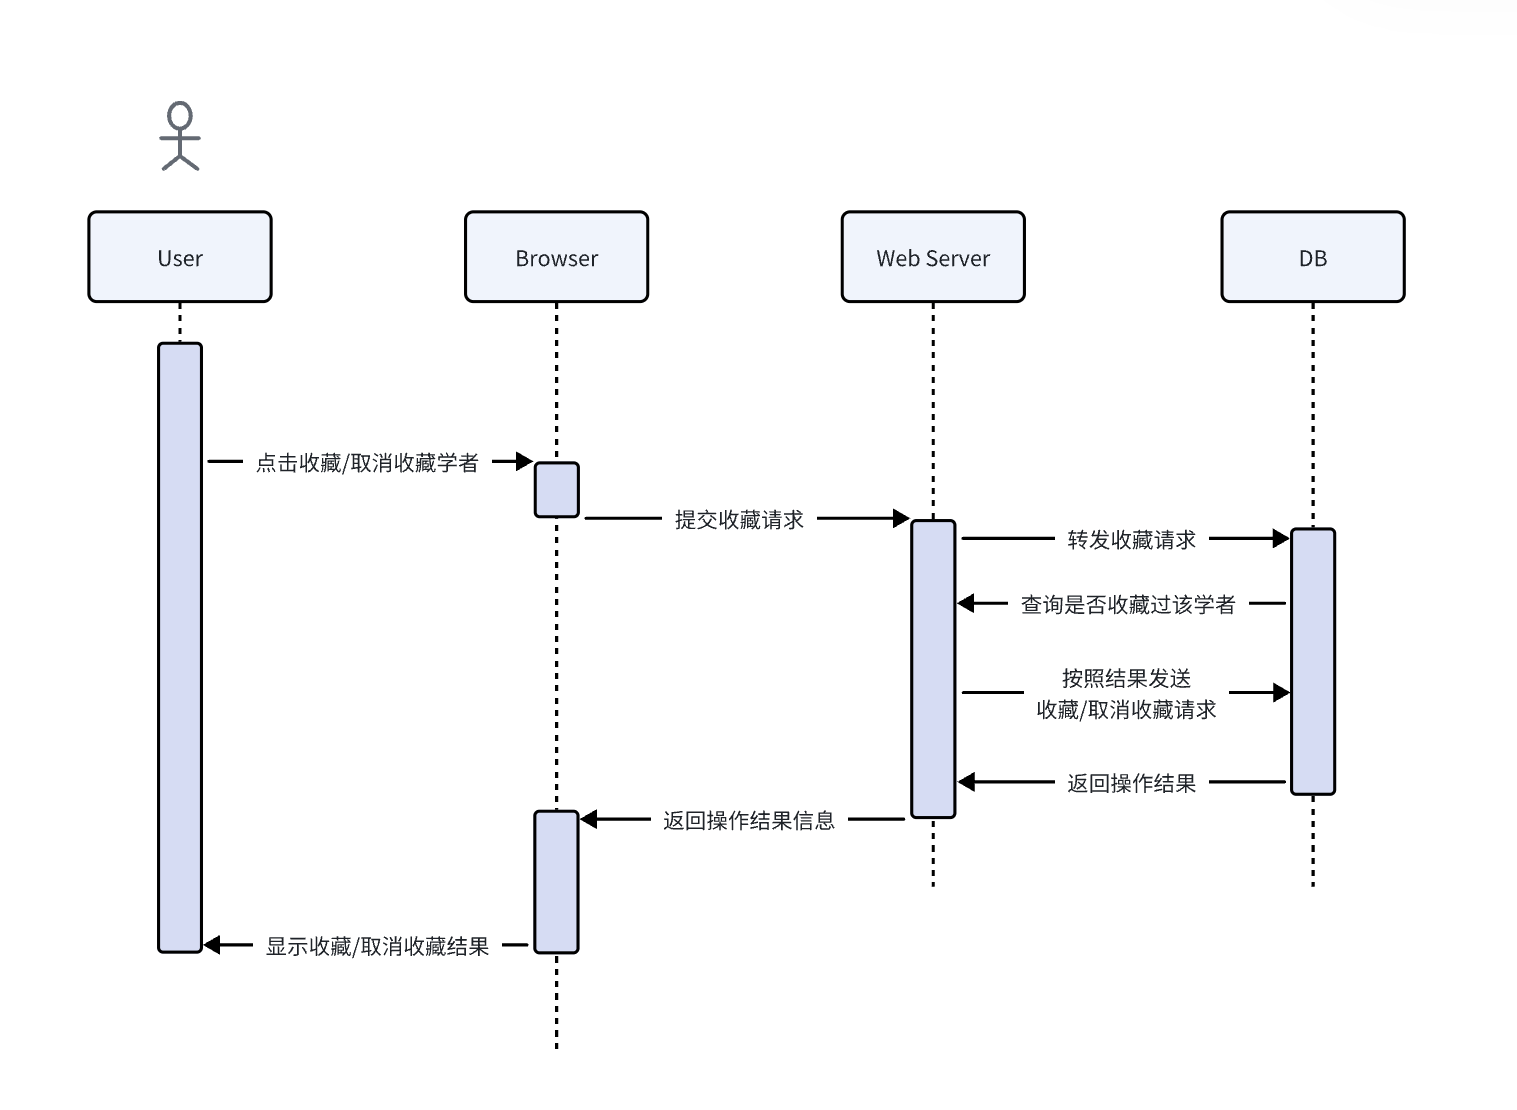 User
Browser
Web Server
DB
点击收藏/取消收藏学者
提交收藏请求
转发收藏请求
查询是否收藏过该学者
按照结果发送
收藏/取消收藏请求
返回操作结果
返回操作结果信息
显示收藏/取消收藏结果